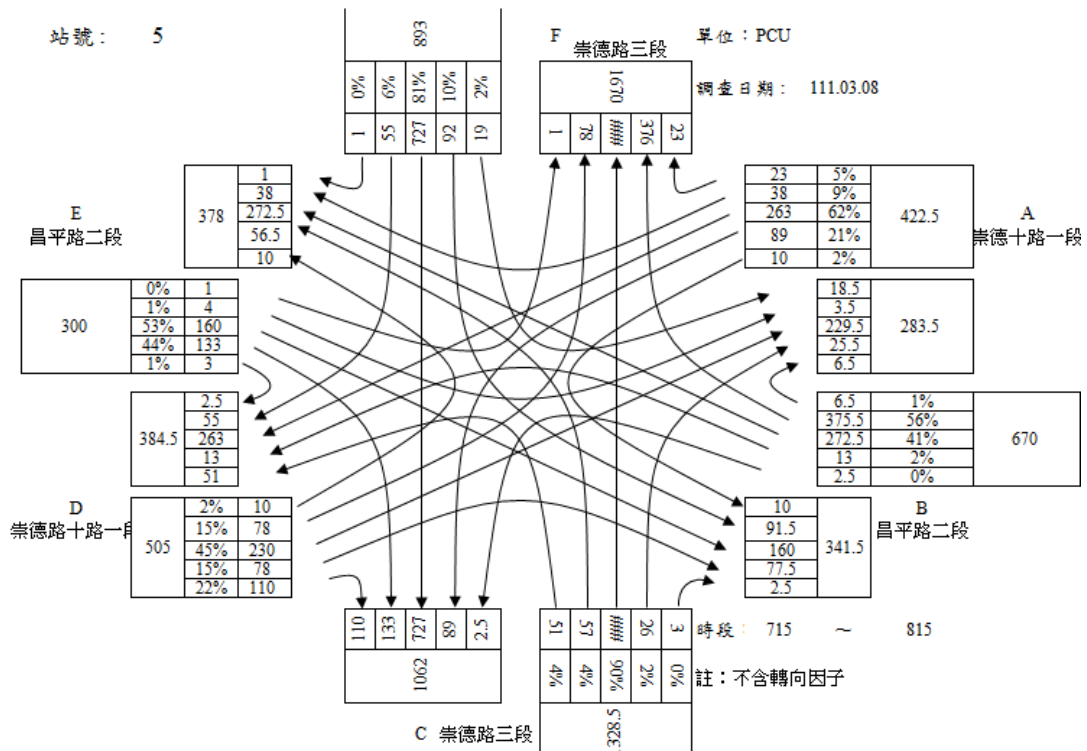 站號： 5
893
0% 6% 81% 10% 2%
1 55 727 92 19
F
崇德路三段
1670
1 78 ### 376 23
單位：PCU
調查日期： 111.03.08
E
昌平路二段
378
1
38
272.5
56.5
10
23 5%
38 9%
263 62%
89 21%
10 2%
422.5
A
崇德十路一段
300
0% 1
1% 4
53% 160
44% 133
1% 3
18.5
3.5
229.5
25.5
6.5
283.5
384.5
2.5
55
263
13
51
6.5 1%
375.5 56%
272.5 41%
13 2%
2.5 0%
670
D
崇德路十路一段
505
2% 10
15% 78
45% 230
15% 78
22% 110
10
91.5
160
77.5
2.5
341.5
B
昌平路二段
110 133 727 89 2.5
1062
51 57 ### 26 3
4% 4% 90% 2% 0%
.328.5
時段： 715 ～ 815
註：不含轉向因子
C 崇德路三段